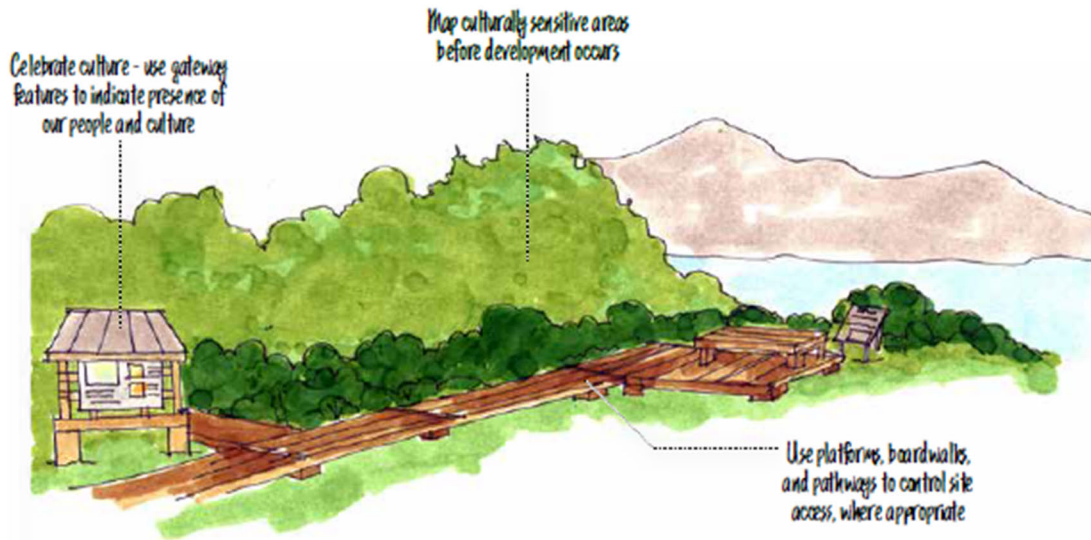 Map culturally sensitive areas
before development occurs
Celebrate culture - use gateway
features to indicate presence of
our people and culture
Use platforms, boardwalks,
and pathways to control site
access, where appropriate